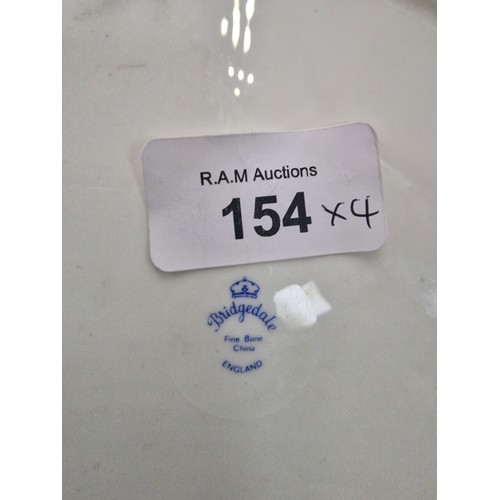 R.A.M Auctions
154 x4
Bridgedale
Fine Bone
China
ENGLAND